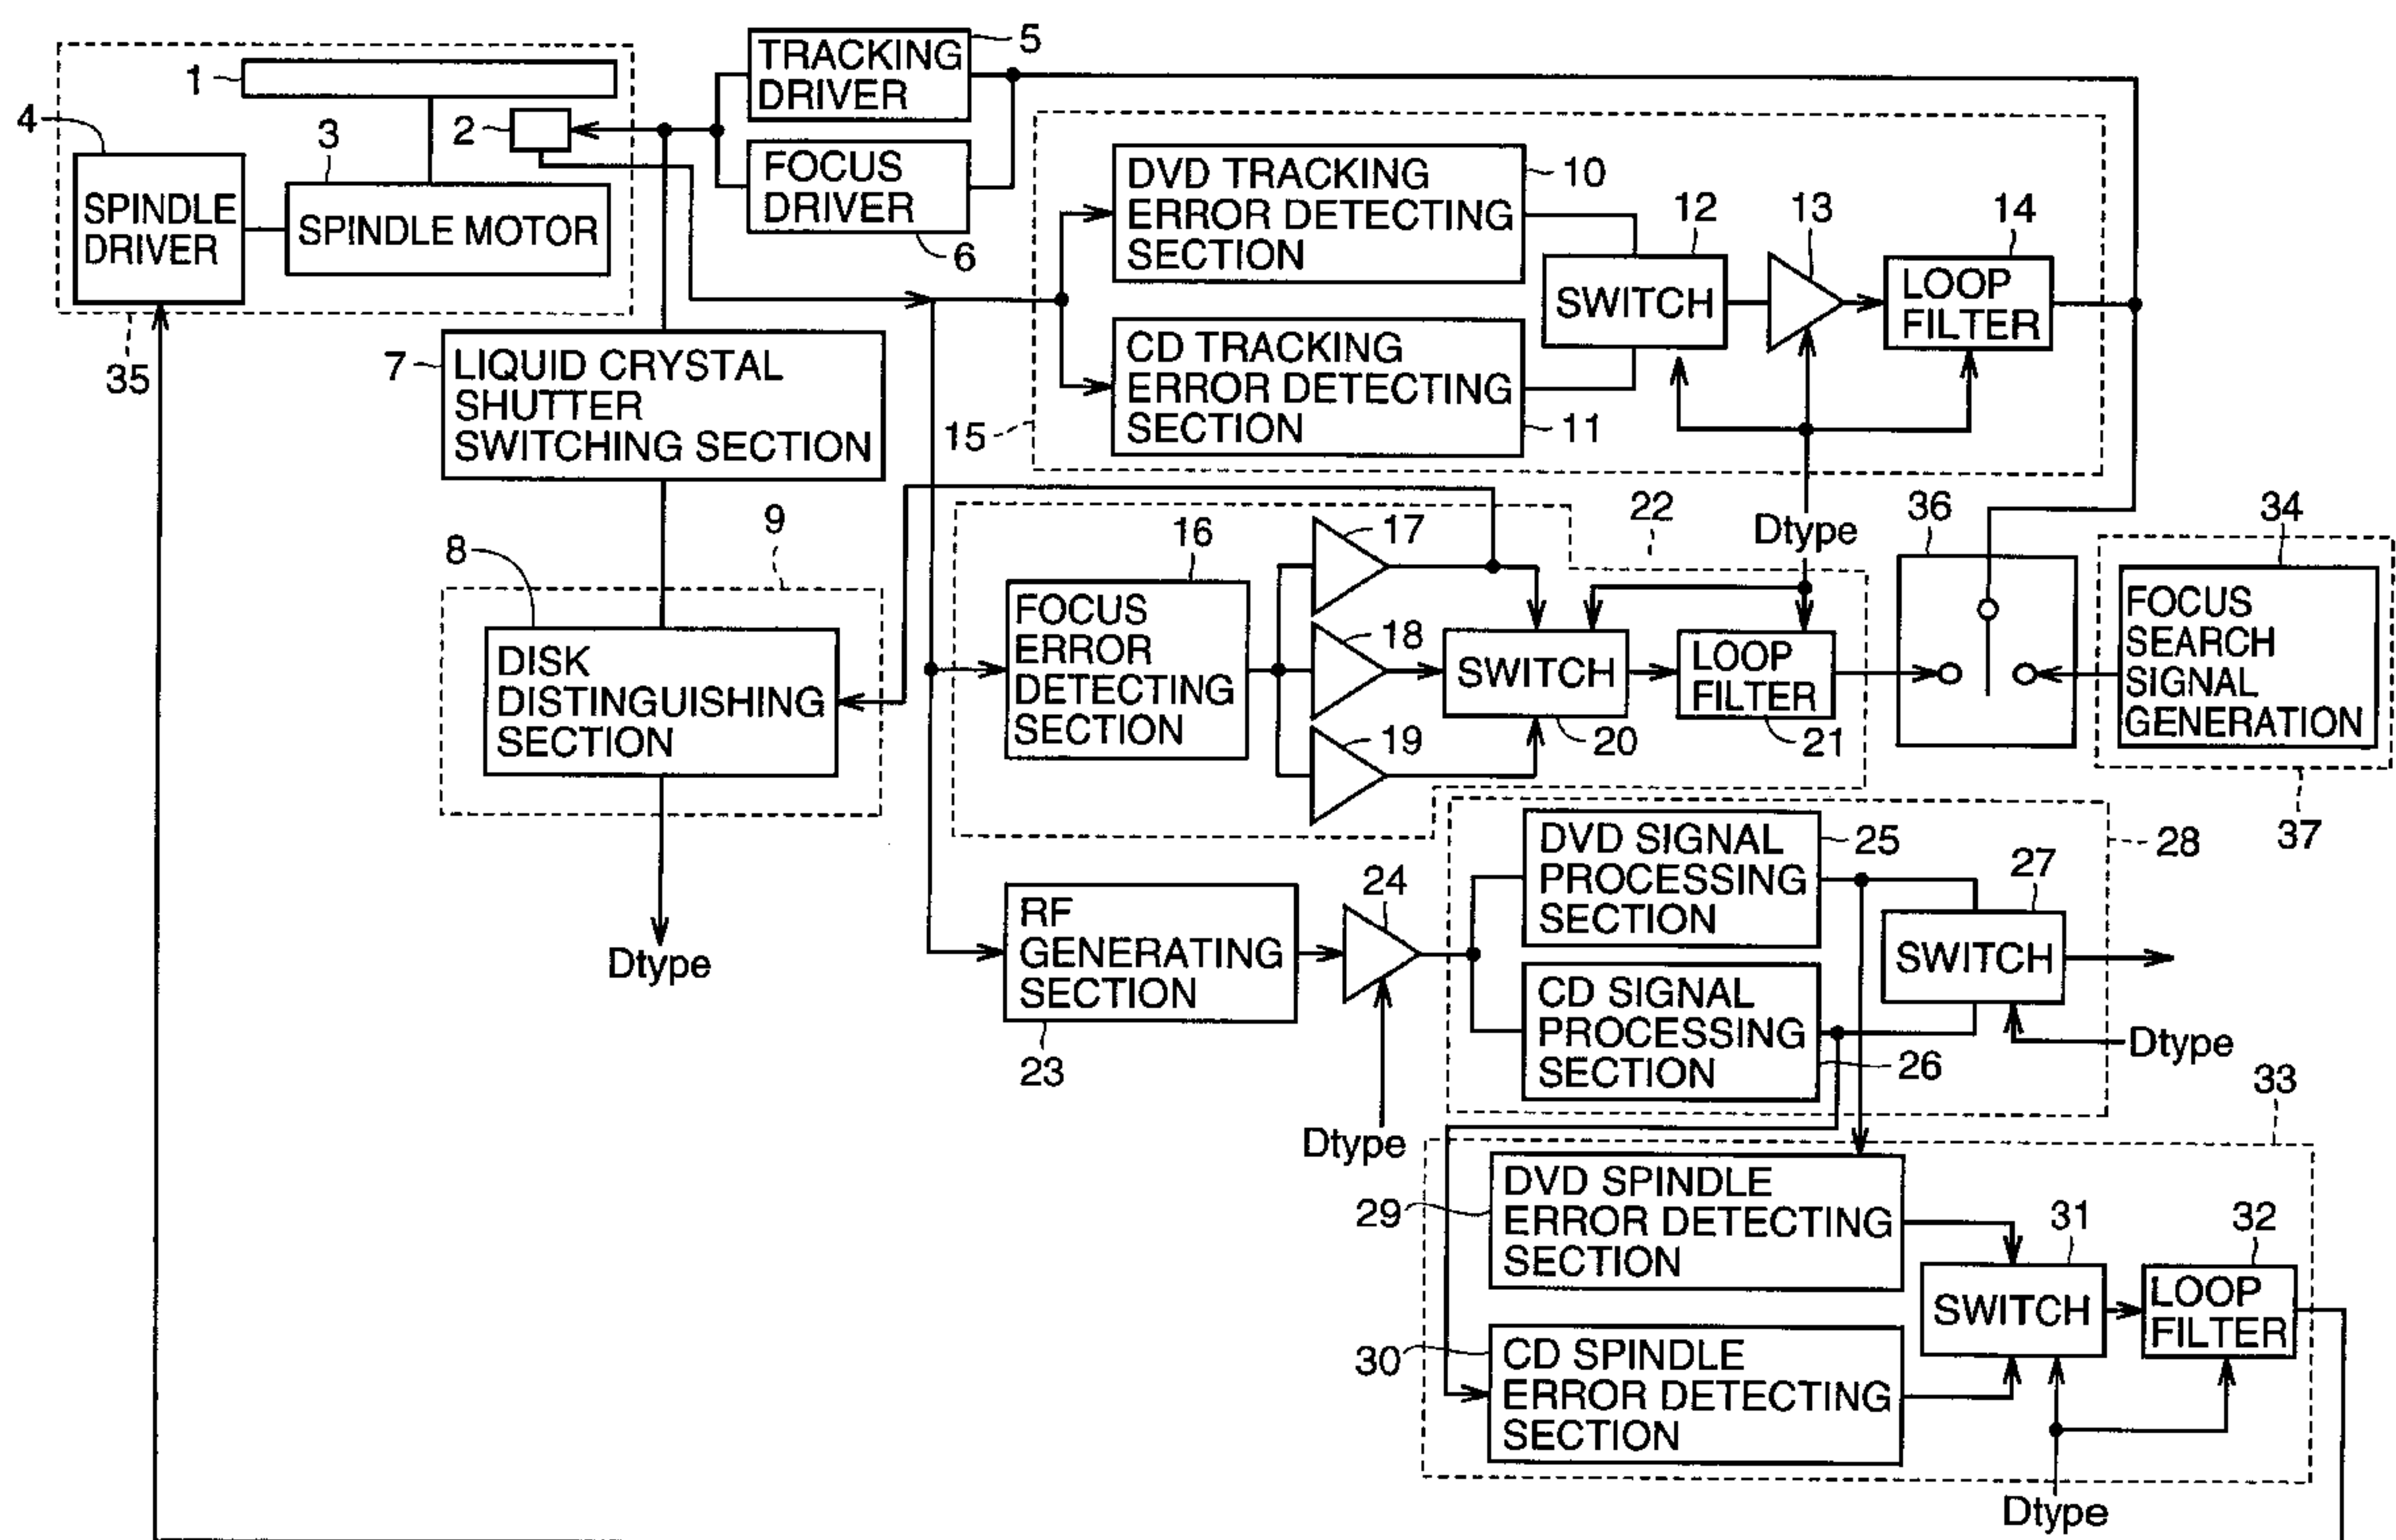 1
2
3
4
SPINDLE
DRIVER
SPINDLE MOTOR
35
TRACKING
DRIVER
5
FOCUS
DRIVER
6
7
LIQUID CRYSTAL
SHUTTER
SWITCHING SECTION
8
9
DISK
DISTINGUISHING
SECTION
Dtype
DVD TRACKING
ERROR DETECTING
SECTION
10
CD TRACKING
ERROR DETECTING
SECTION
11
12
SWITCH
13
14
LOOP
FILTER
15
Dtype
16
FOCUS
ERROR
DETECTING
SECTION
17
18
19
SWITCH
20
LOOP
FILTER
21
22
36
34
FOCUS
SEARCH
SIGNAL
GENERATION
37
RF
GENERATING
SECTION
23
24
Dtype
DVD SIGNAL
PROCESSING
SECTION
25
CD SIGNAL
PROCESSING
SECTION
26
27
SWITCH
28
Dtype
33
29
DVD SPINDLE
ERROR DETECTING
SECTION
30
CD SPINDLE
ERROR DETECTING
SECTION
31
SWITCH
32
LOOP
FILTER
Dtype